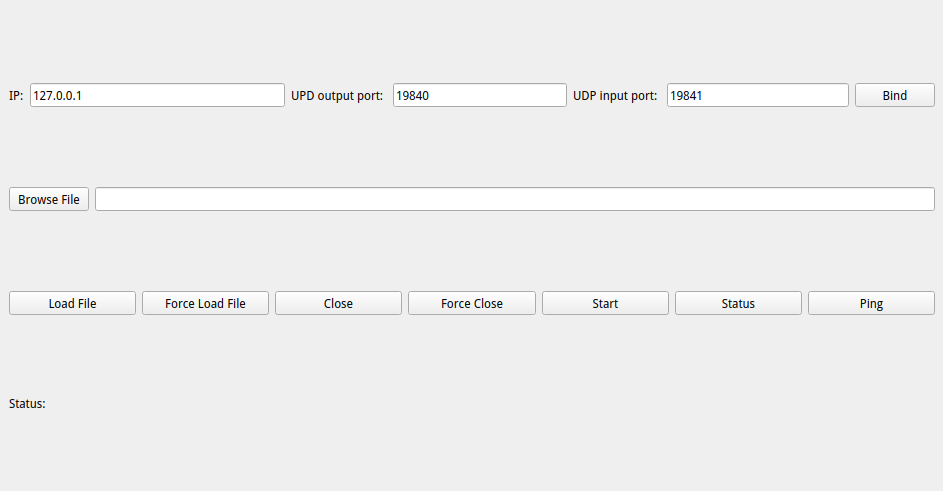 IP: 127.0.0.1 UPD output port: 19840 UDP input port: 19841 Bind
Browse File
Load File Force Load File Close Force Close Start Status Ping
Status: